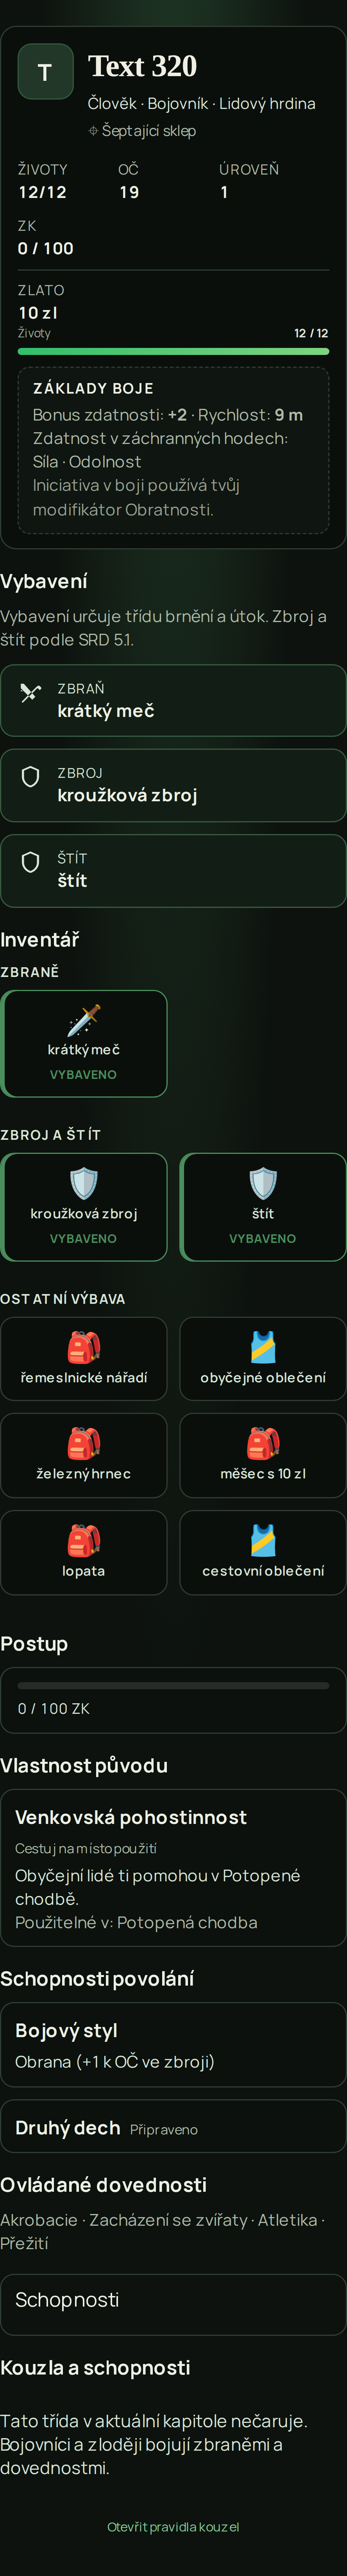 T
Text 320
Člověk · Bojovník · Lidový hrdina
Šeptající sklep
ŽIVOTY
12/12
OČ
19
ÚROVEŇ
1
ZK
0 / 100
ZLATO
10 zl
Životy
12 / 12
ZÁKLADY BOJE
Bonus zdatnosti: +2 · Rychlost: 9 m
Zdatnost v záchranných hodech:
Síla · Odolnost
Iniciativa v boji používá tvůj
modifikátor Obratnosti.
Vybavení
Vybavení určuje třídu brnění a útok. Zbroj a
štít podle SRD 5.1.
ZBRAŇ
krátký meč
ZBROJ
kroužková zbroj
ŠTÍT
štít
Inventář
ZBRANĚ
krátký meč
VYBAVENO
ZBROJ A ŠTÍT
kroužková zbroj
VYBAVENO
štít
VYBAVENO
OSTATNÍ VÝBAVA
řemeslnické nářadí
obyčejné oblečení
železný hrnec
měšec s 10 zl
lopata
cestovní oblečení
Postup
0 / 100 ZK
Vlastnost původu
Venkovská pohostinnost
Cestuj na místo použití
Obyčejní lidé ti pomohou v Potopené
chodbě.
Použitelné v: Potopená chodba
Schopnosti povolání
Bojový styl
Obrana (+1 k OČ ve zbroji)
Druhý dech Připraveno
Ovládané dovednosti
Akrobacie · Zacházení se zvířaty · Atletika ·
Přežití
Schopnosti
Kouzla a schopnosti
Tato třída v aktuální kapitole nečaruje.
Bojovníci a zloději bojují zbraněmi a
dovednostmi.
Otevřít pravidla kouzel